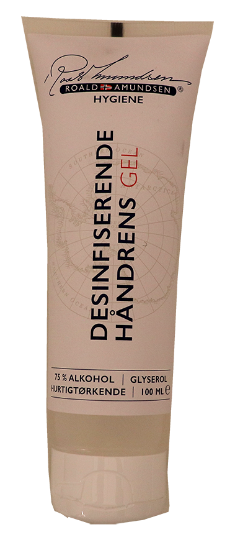 Roald Amundsen
ROALD AMUNDSEN®
HYGIENE
DESINFISERENDE
HÅNDRENS GEL
75 % ALKOHOL | GLYSEROL
HURTIGTØRKENDE | 100 ML ℮